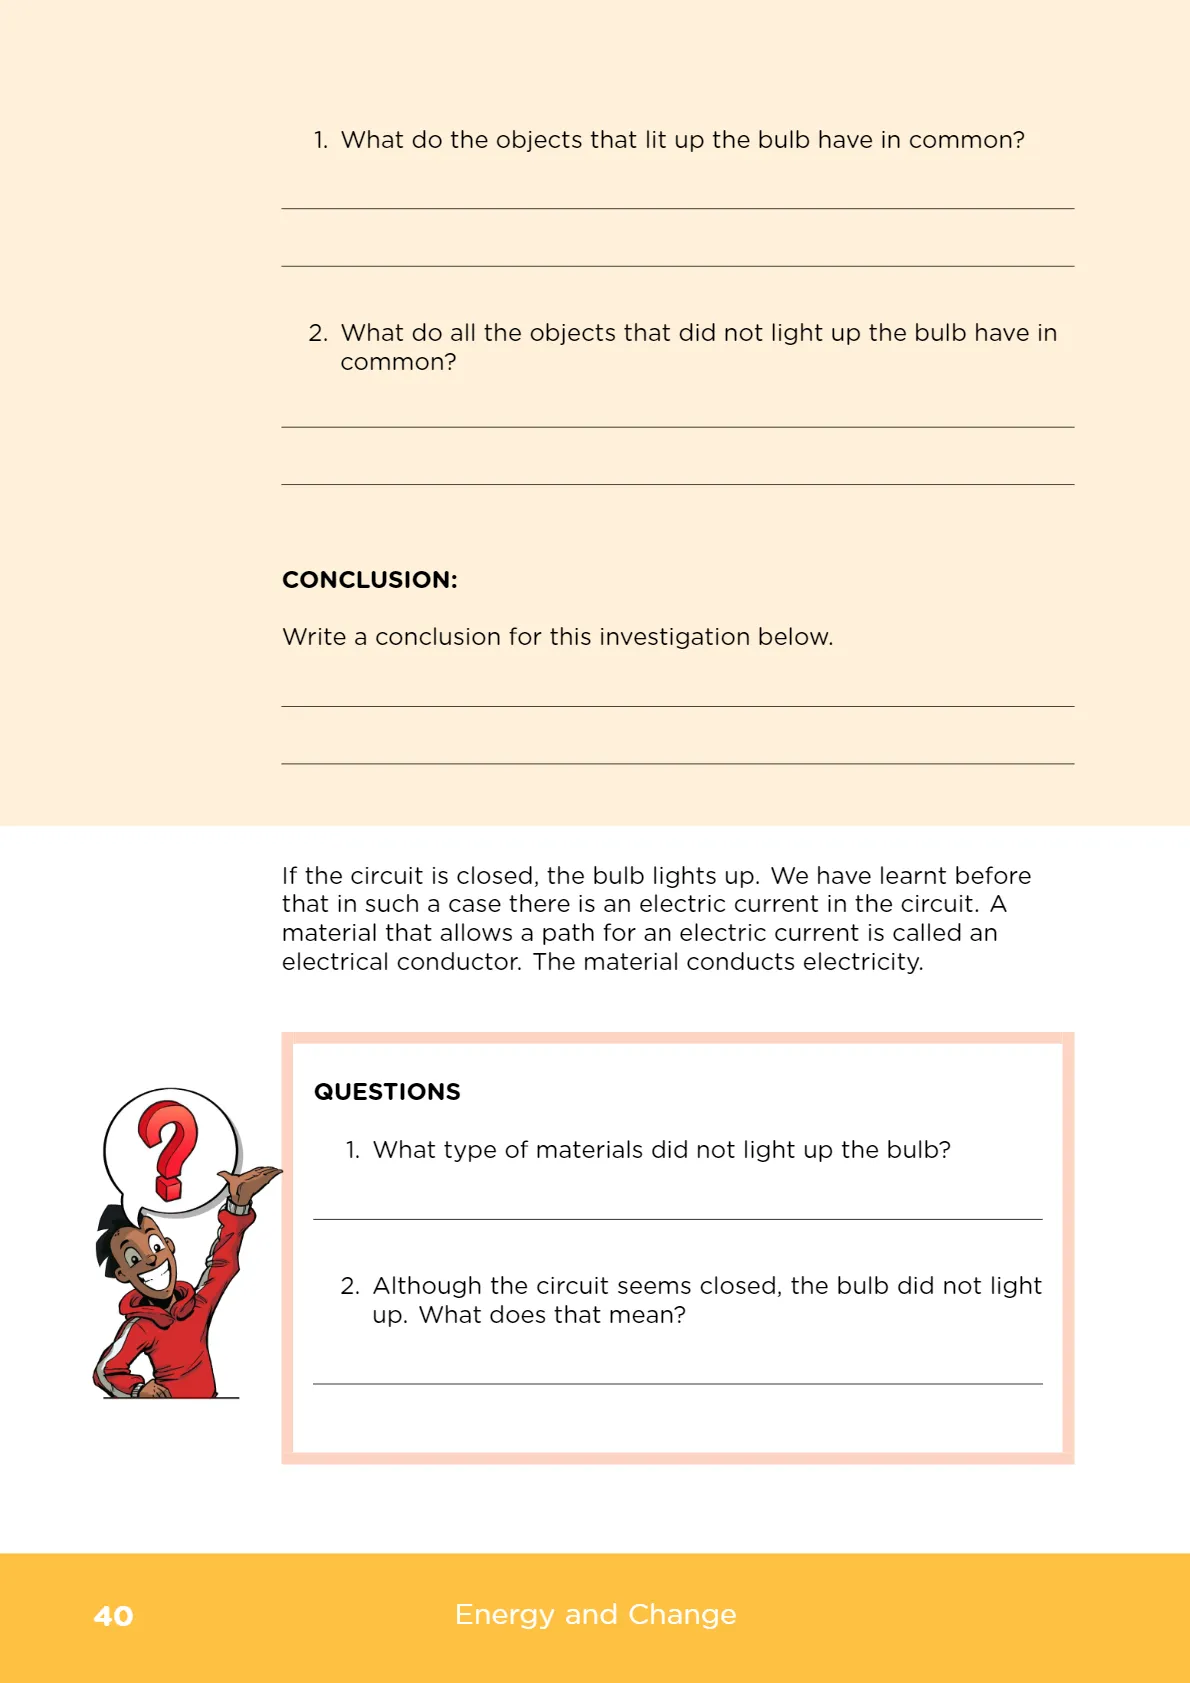 1. What do the objects that lit up the bulb have in common?
2. What do all the objects that did not light up the bulb have in
common?
CONCLUSION:
Write a conclusion for this investigation below.
If the circuit is closed, the bulb lights up. We have learnt before
that in such a case there is an electric current in the circuit. A
material that allows a path for an electric current is called an
electrical conductor. The material conducts electricity.
QUESTIONS
1. What type of materials did not light up the bulb?
2. Although the circuit seems closed, the bulb did not light
up. What does that mean?
?
40
Energy and Change